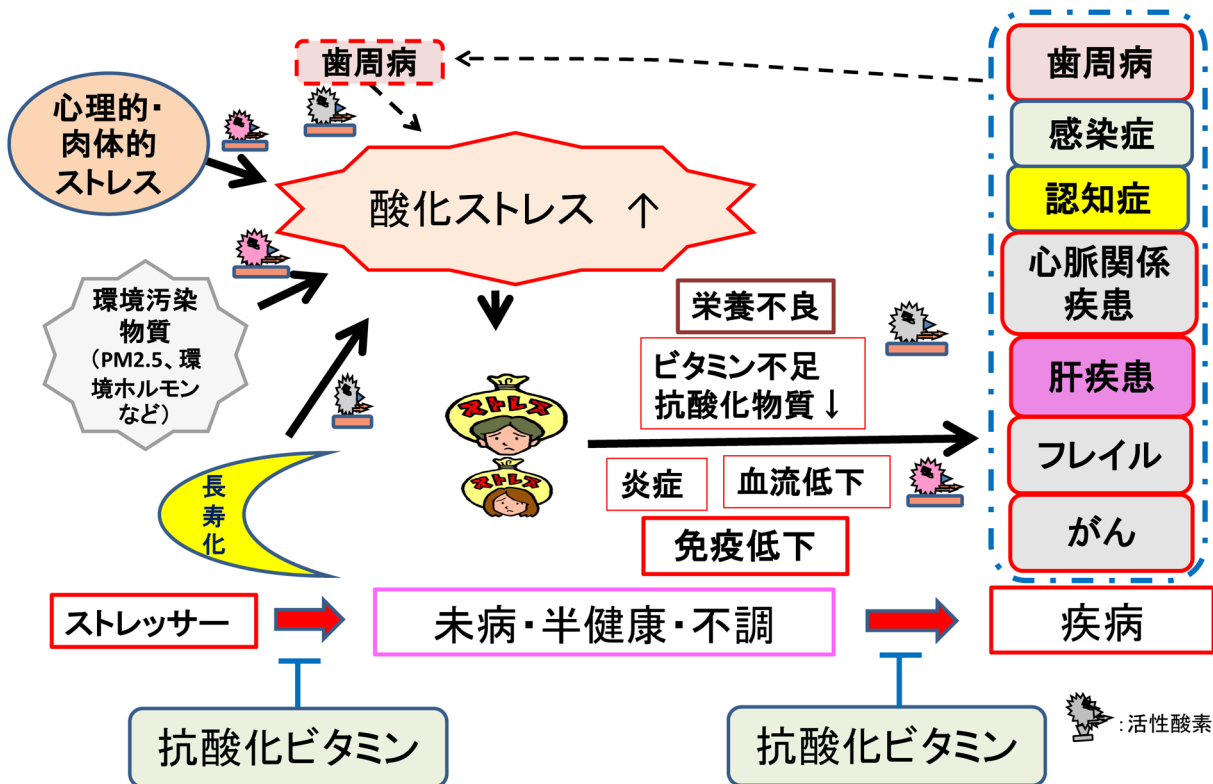 歯周病
心理的・
肉体的
ストレス
酸化ストレス ↑
環境汚染
物質
（PM2.5、環
境ホルモン
など）
長
寿
化
ストレス
ストレス
栄養不良
ビタミン不足
抗酸化物質↓
炎症
血流低下
免疫低下
歯周病
感染症
認知症
心脈関係
疾患
肝疾患
フレイル
がん
ストレッサー
未病・半健康・不調
疾病
抗酸化ビタミン
抗酸化ビタミン
：活性酸素